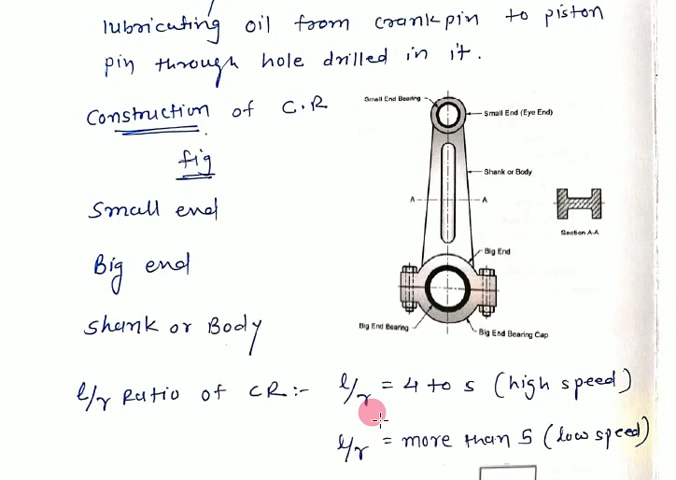 lubricating oil from crankpin to piston
pin through hole drilled in it.
Construction of C.R
fig
Small end
Big end
Shank or Body
Small End Bearing
Small End (Eye End)
Shank or Body
A A
Section A-A
Big End
Big End Bearing
Big End Bearing Cap
l/r Ratio of CR:- l/r = 4 to 5 (high speed)
l/r = more than 5 (low speed)